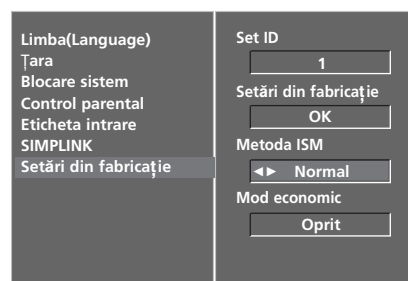 Limba(Language)
Țara
Blocare sistem
Control parental
Eticheta intrare
SIMPLINK
Setări din fabricație
Set ID
1
Setări din fabricație
OK
Metoda ISM
◄► Normal
Mod economic
Oprit